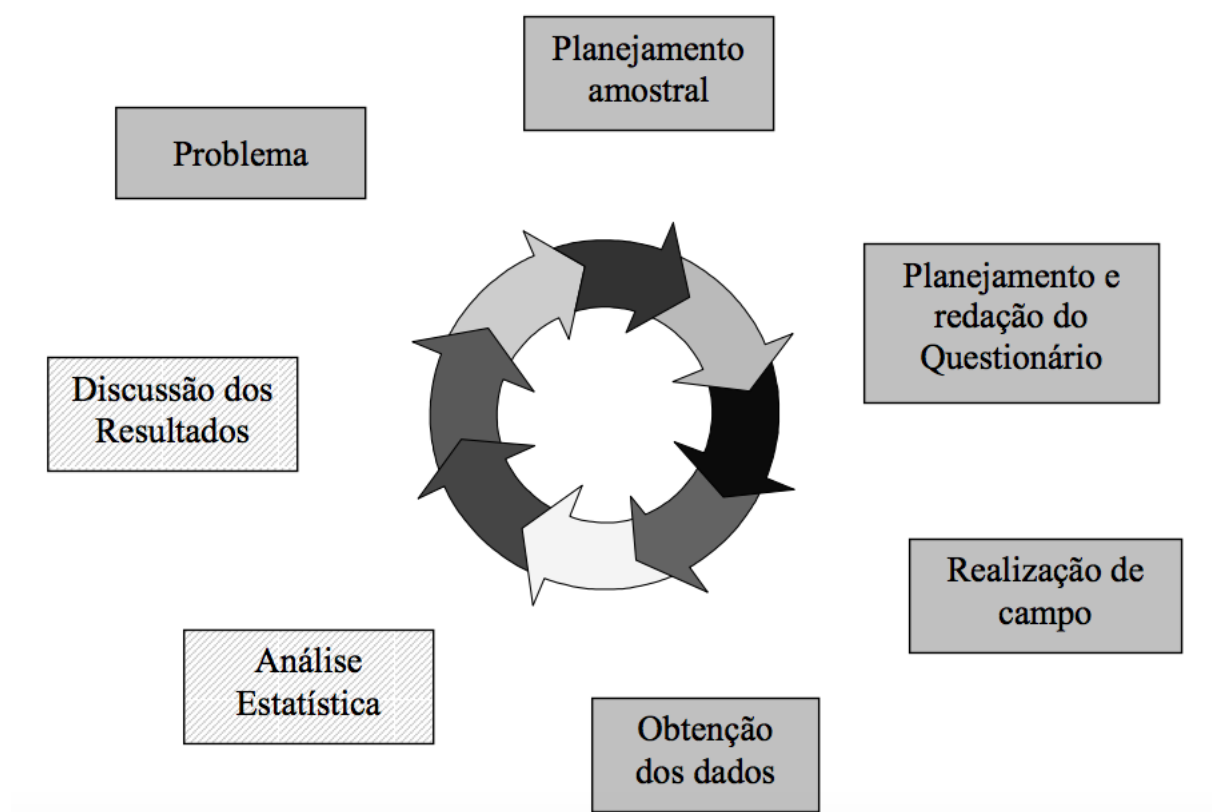 Planejamento
amostral
Problema
Planejamento e
redação do
Questionário
Discussão dos
Resultados
Realização de
campo
Análise
Estatística
Obtenção
dos dados